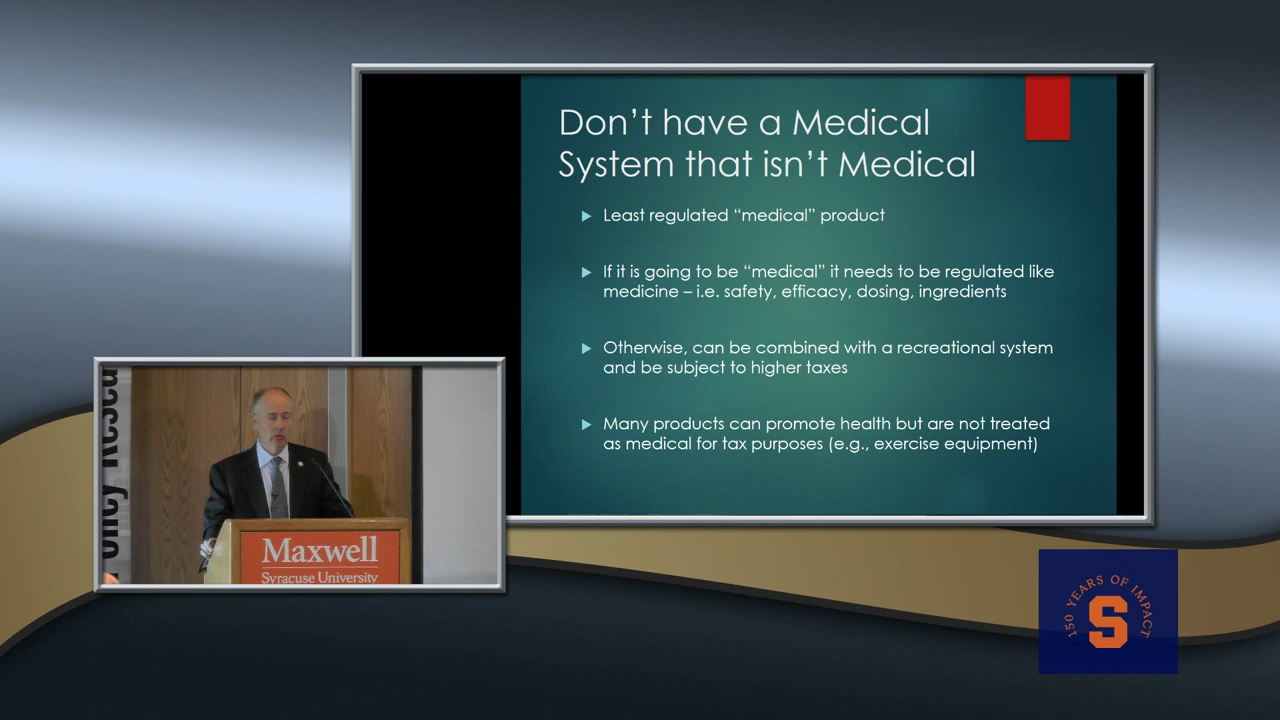 Don’t have a Medical
System that isn’t Medical
Least regulated “medical” product
If it is going to be “medical” it needs to be regulated like
medicine – i.e. safety, efficacy, dosing, ingredients
Otherwise, can be combined with a recreational system
and be subject to higher taxes
Many products can promote health but are not treated
as medical for tax purposes (e.g., exercise equipment)
Maxwell
Syracuse University
150 YEARS OF IMPACT
S